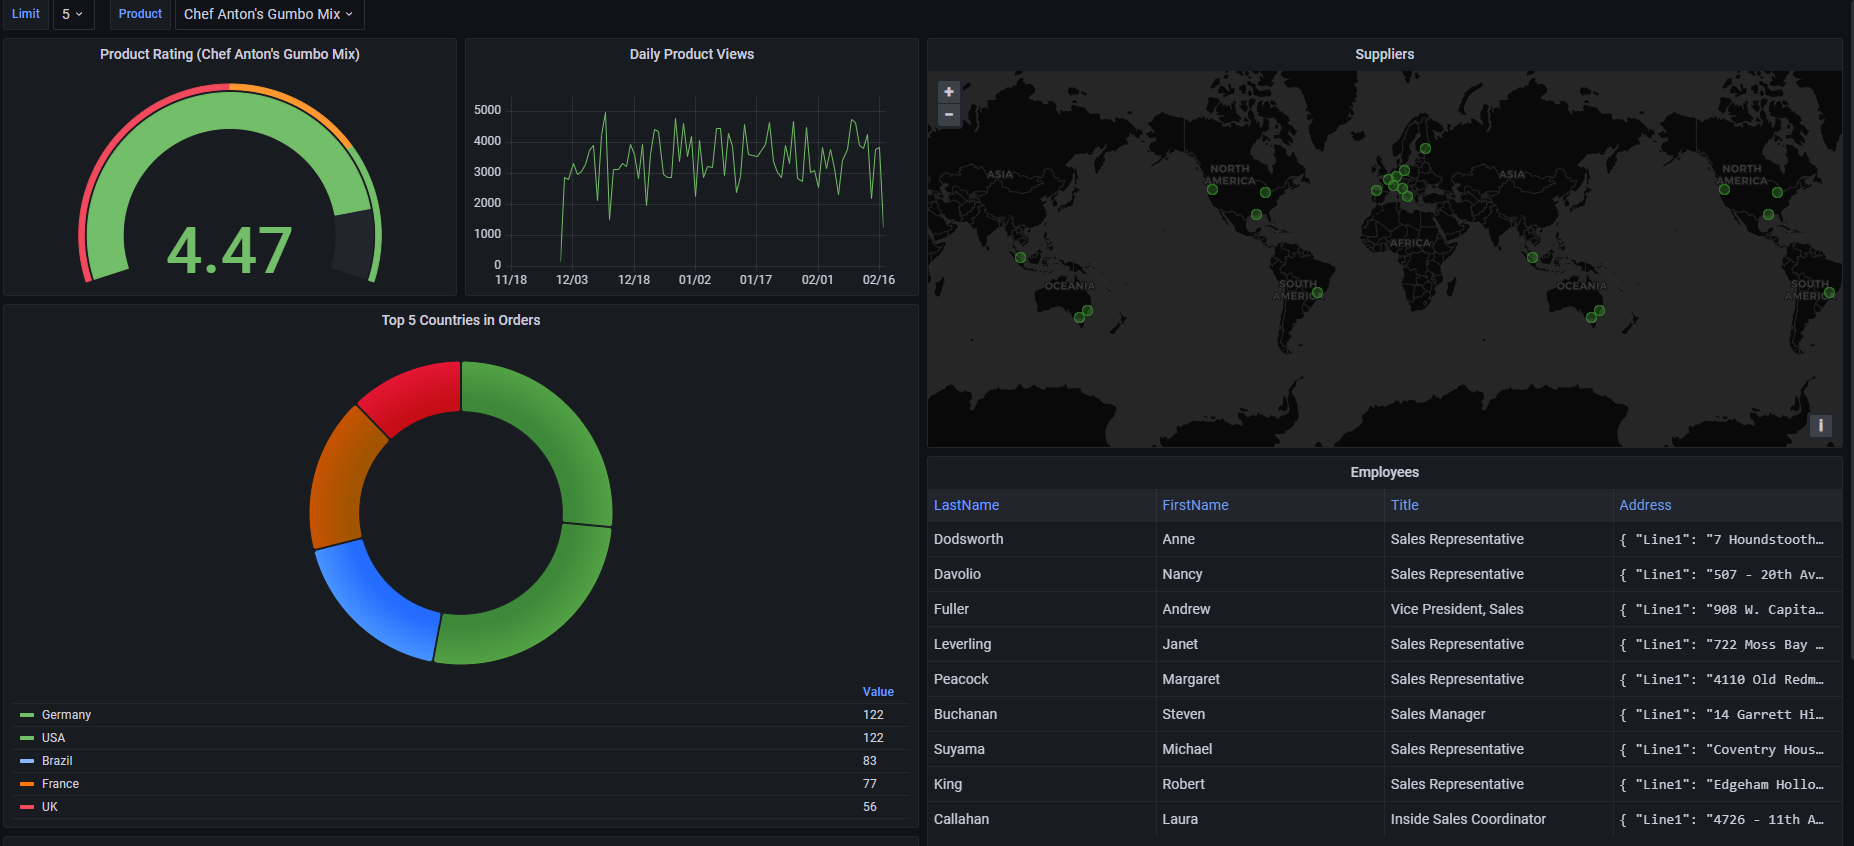 Limit 5 Product Chef Anton's Gumbo Mix
Product Rating (Chef Anton's Gumbo Mix)
4.47
Daily Product Views
5000
4000
3000
2000
1000
0
11/18 12/03 12/18 01/02 01/17 02/01 02/16
Suppliers
+
−
ASIA
NORTH AMERICA
AFRICA
OCEANIA
SOUTH AMERICA
ASIA
NORTH AMERICA
OCEANIA
SOUTH AMERICA
i
Top 5 Countries in Orders
Value
Germany 122
USA 122
Brazil 83
France 77
UK 56
Employees
LastName FirstName Title Address
Dodsworth Anne Sales Representative { "Line1": "7 Houndstooth…
Davolio Nancy Sales Representative { "Line1": "507 - 20th Av…
Fuller Andrew Vice President, Sales { "Line1": "908 W. Capita…
Leverling Janet Sales Representative { "Line1": "722 Moss Bay …
Peacock Margaret Sales Representative { "Line1": "4110 Old Redm…
Buchanan Steven Sales Manager { "Line1": "14 Garrett Hi…
Suyama Michael Sales Representative { "Line1": "Coventry Hous…
King Robert Sales Representative { "Line1": "Edgeham Hollo…
Callahan Laura Inside Sales Coordinator { "Line1": "4726 - 11th A…